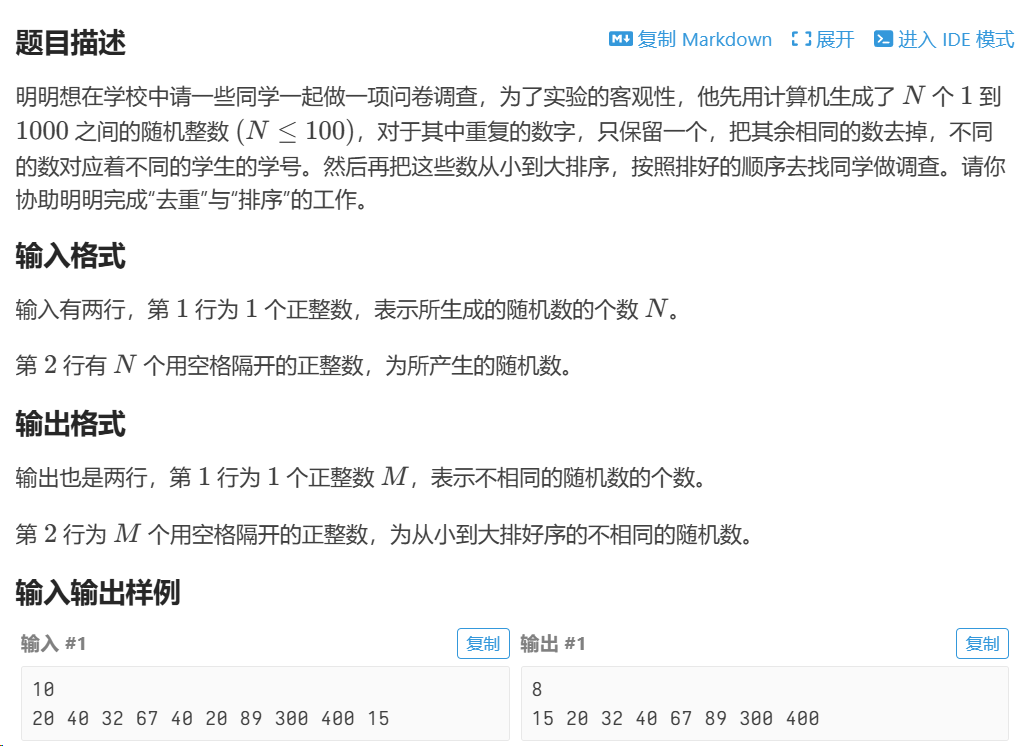 题目描述 复制 Markdown 展开 进入 IDE 模式
明明想在学校中请一些同学一起做一项问卷调查，为了实验的客观性，他先用计算机生成了 N 个 1 到
1000 之间的随机整数 (N ≤ 100)，对于其中重复的数字，只保留一个，把其余相同的数去掉，不同
的数对应着不同的学生的学号。然后再把这些数从小到大排序，按照排好的顺序去找同学做调查。请你
协助明明完成“去重”与“排序”的工作。
输入格式
输入有两行，第 1 行为 1 个正整数，表示所生成的随机数的个数 N。
第 2 行有 N 个用空格隔开的正整数，为所产生的随机数。
输出格式
输出也是两行，第 1 行为 1 个正整数 M，表示不相同的随机数的个数。
第 2 行为 M 个用空格隔开的正整数，为从小到大排好序的不相同的随机数。
输入输出样例
输入 #1 复制 输出 #1 复制
10
20 40 32 67 40 20 89 300 400 15
8
15 20 32 40 67 89 300 400